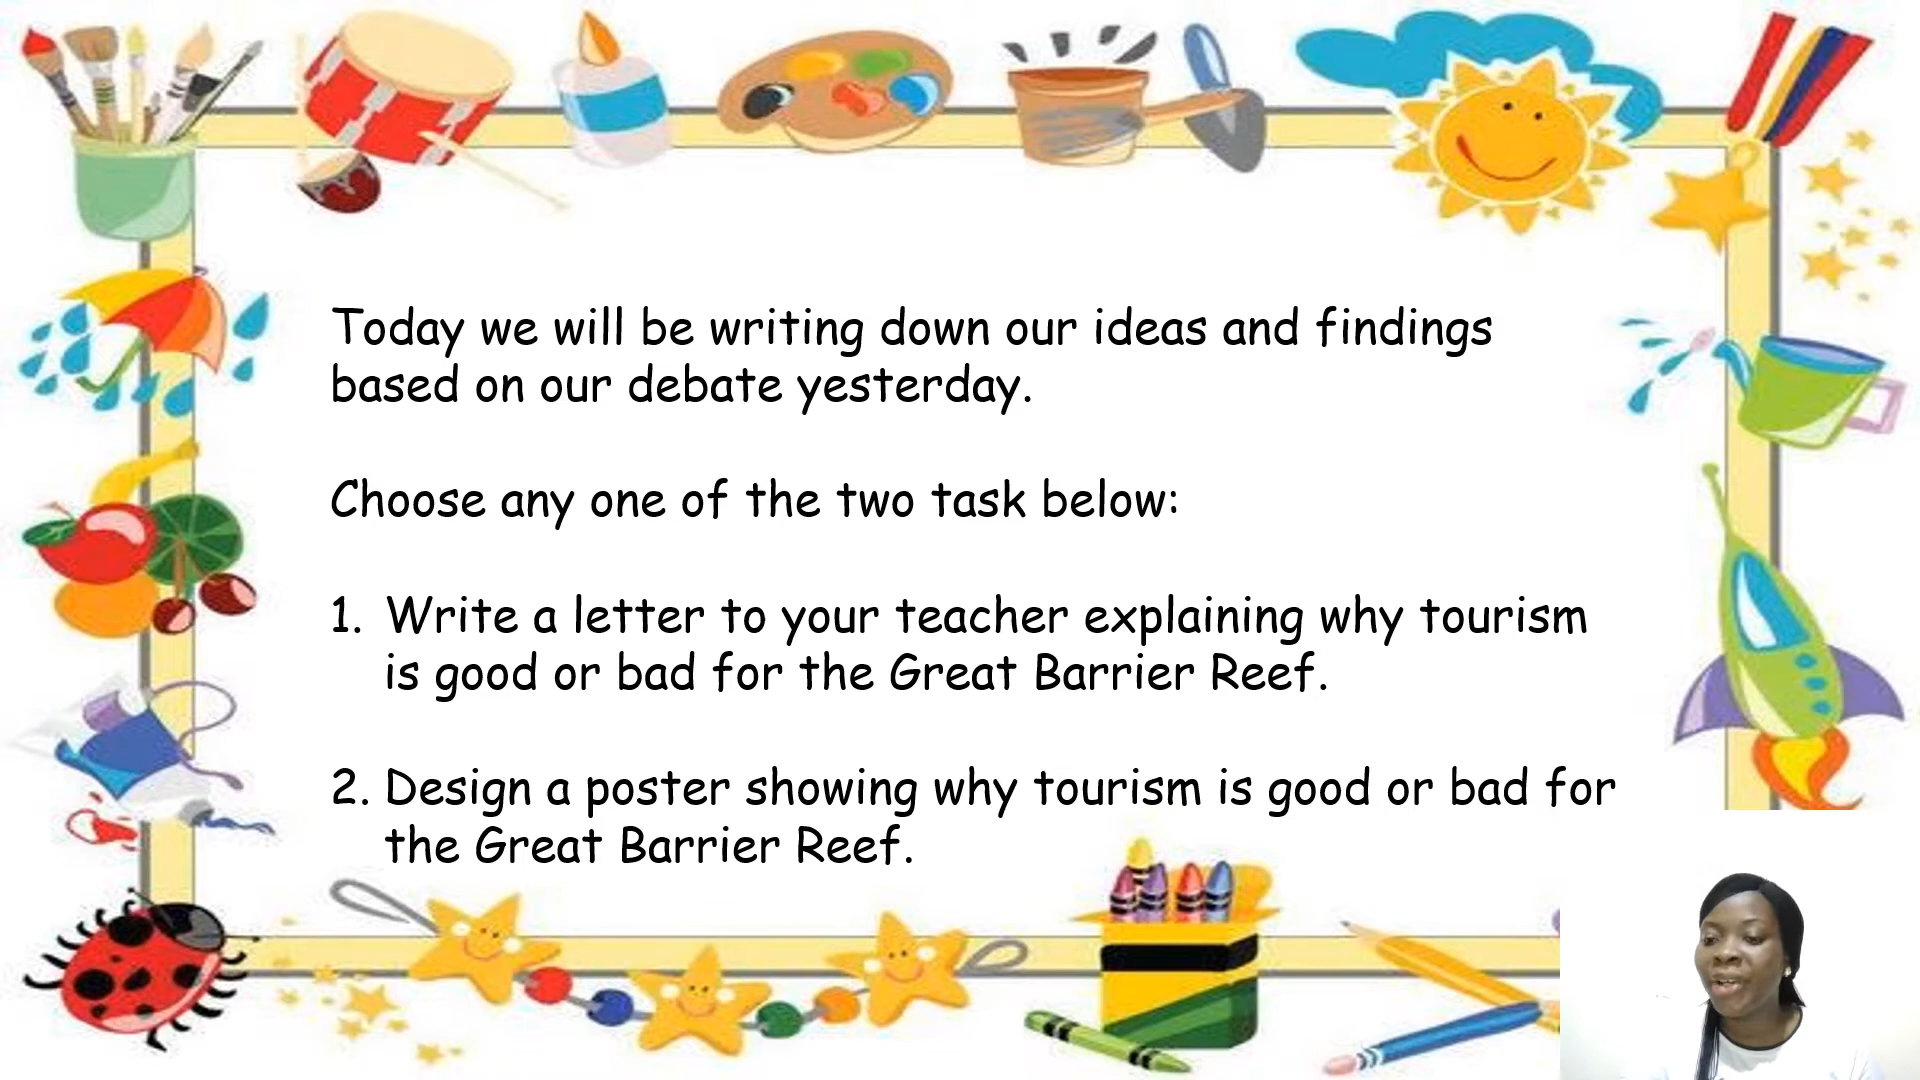 Today we will be writing down our ideas and findings
based on our debate yesterday.
Choose any one of the two task below:
1. Write a letter to your teacher explaining why tourism
is good or bad for the Great Barrier Reef.
2. Design a poster showing why tourism is good or bad for
the Great Barrier Reef.